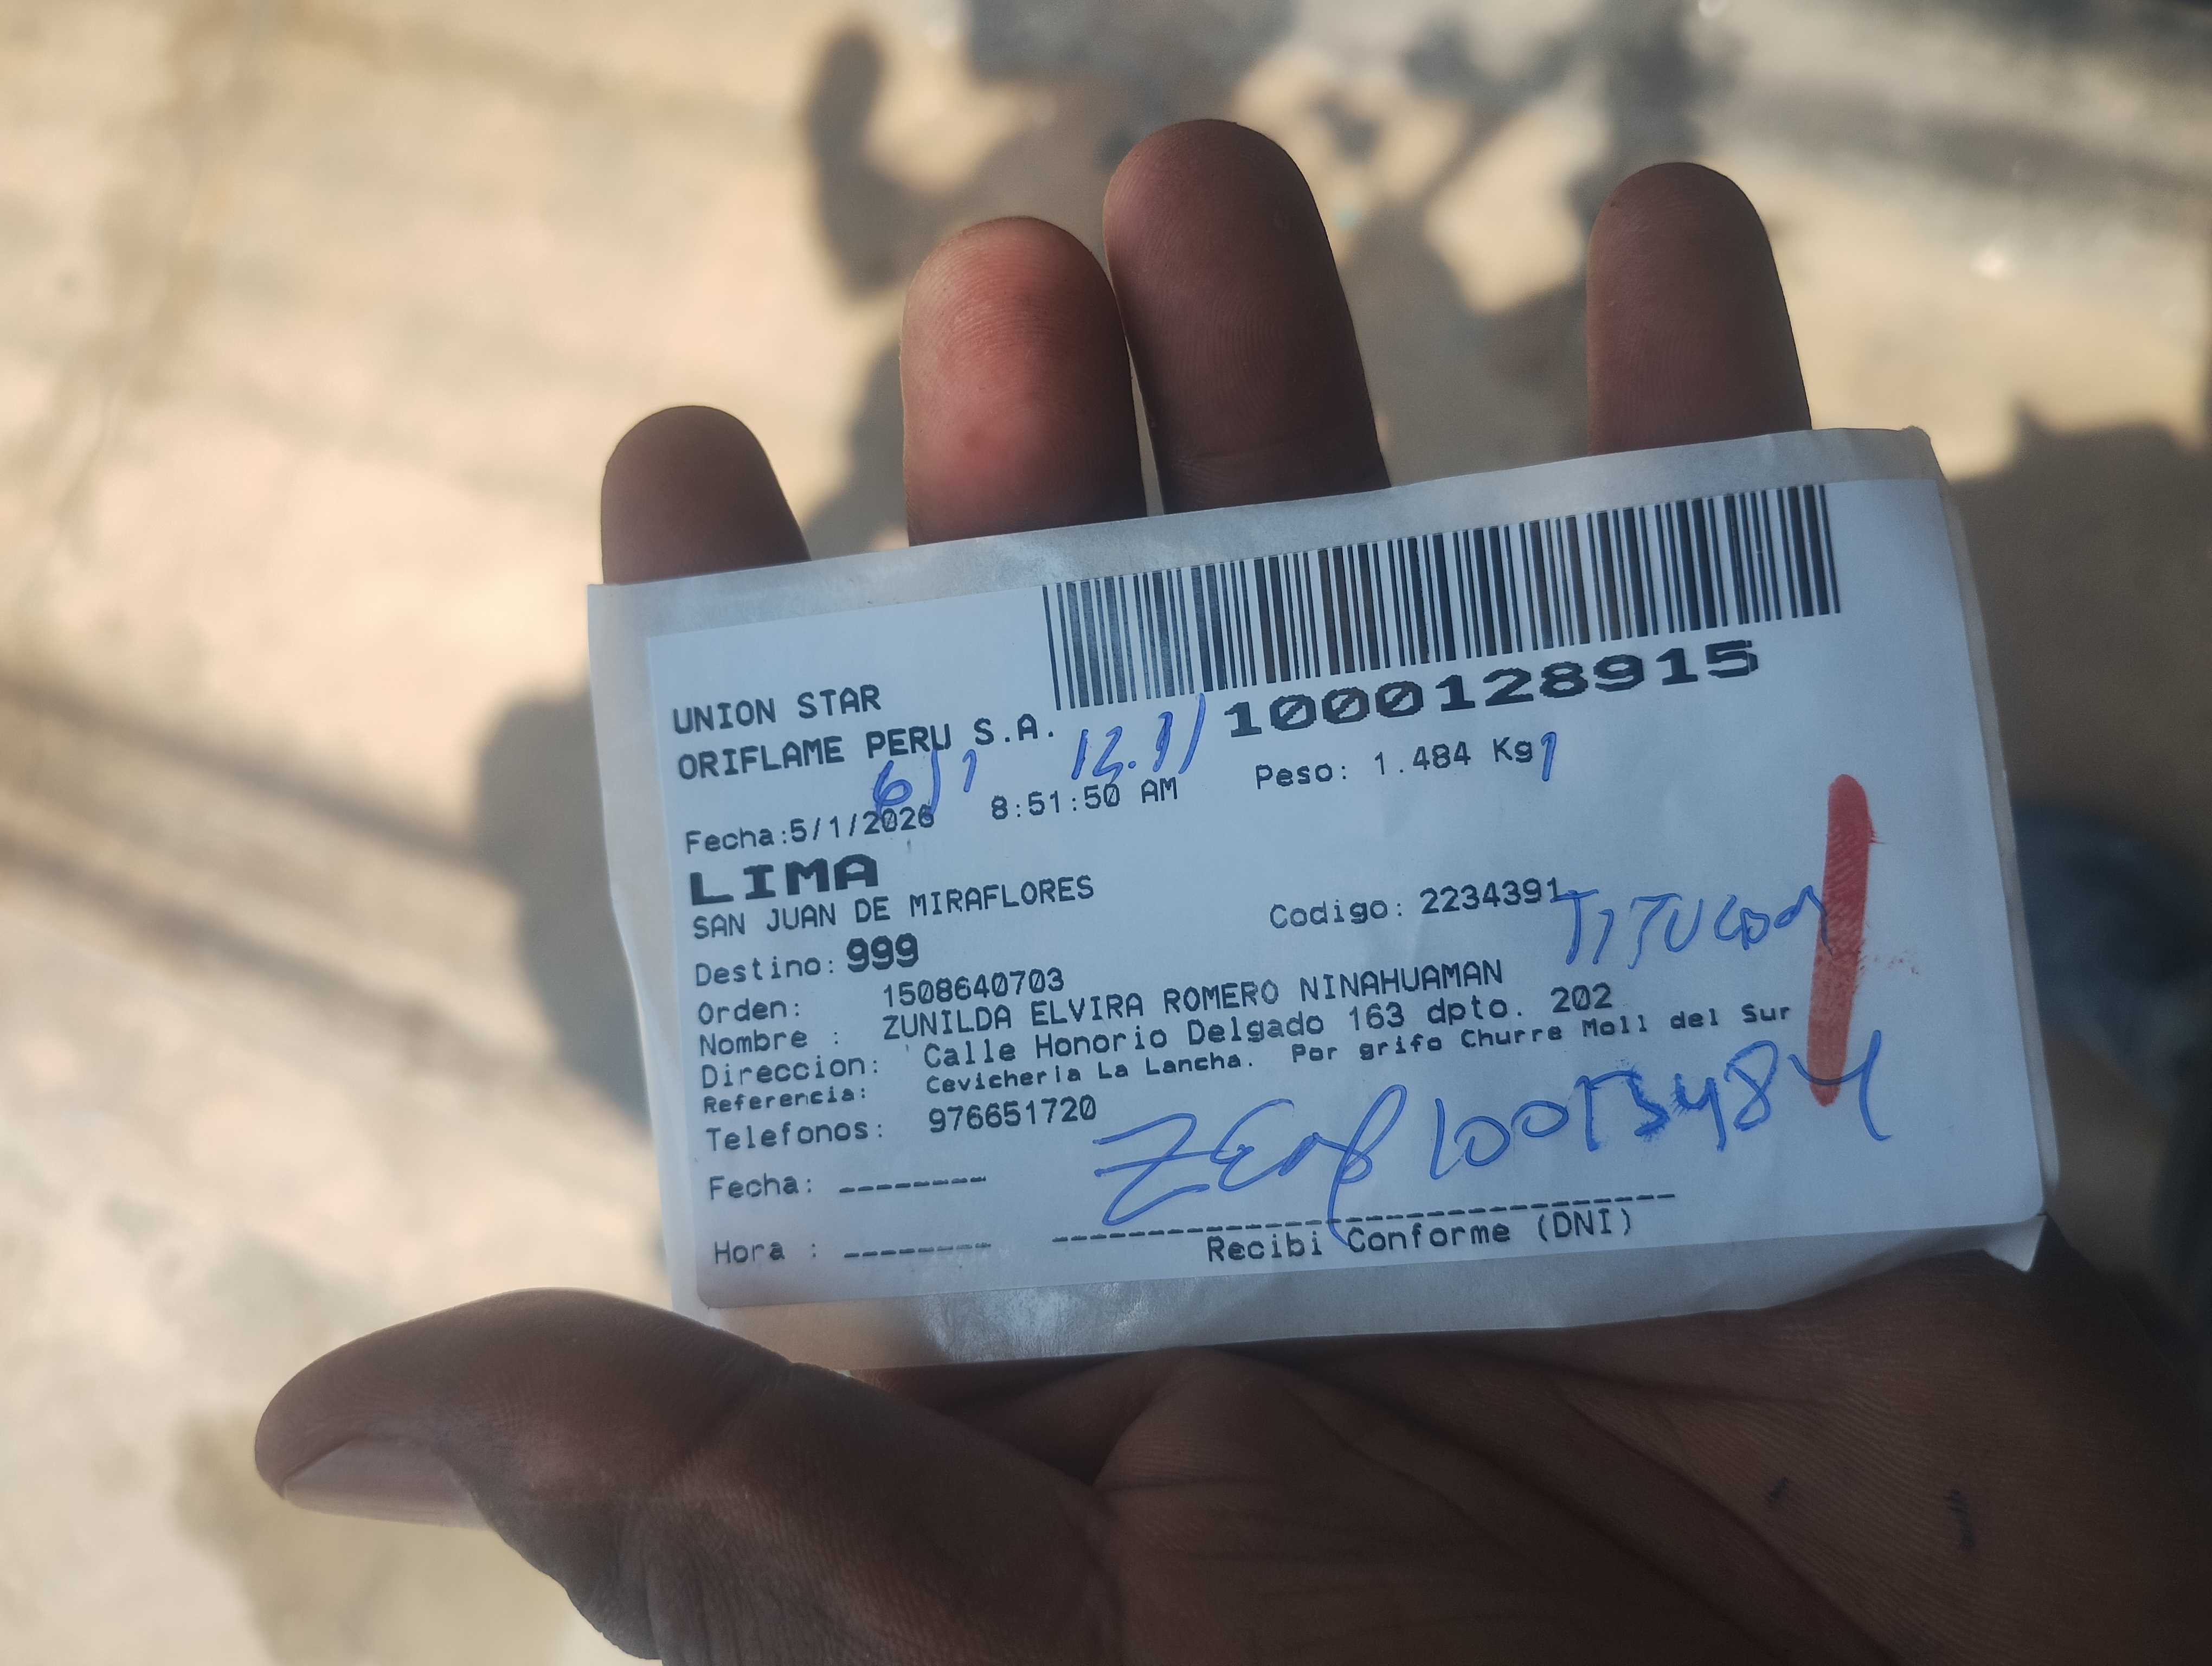 UNION STAR
ORIFLAME PERU S.A.
1000128915
6/1 12.11
Fecha:5/1/2026 8:51:50 AM Peso: 1.484 Kg
LIMA
SAN JUAN DE MIRAFLORES
Codigo: 2234391
Destino: 999
Orden: 1508640703
Nombre : ZUNILDA ELVIRA ROMERO NINAHUAMAN
Direccion: Calle Honorio Delgado 163 dpto. 202
Referencia: Cevicheria La Lancha. Por grifo Churre Moll del Sur
Telefonos: 976651720
Fecha: --------
Hora : --------
Recibi Conforme (DNI)